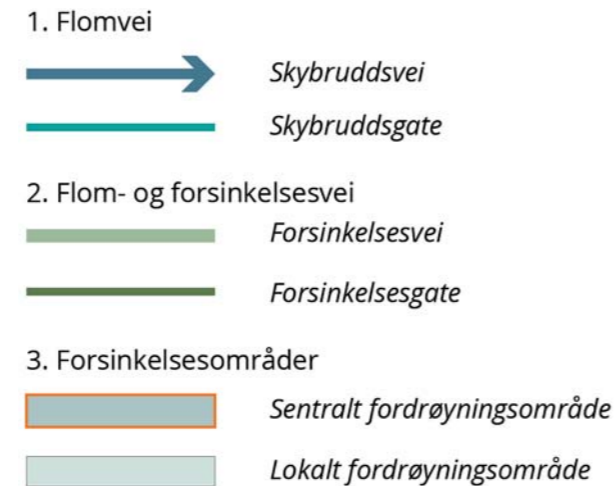 1. Flomvei
Skybruddsvei
Skybruddsgate
2. Flom- og forsinkelsesvei
Forsinkelsesvei
Forsinkelsesgate
3. Forsinkelsesområder
Sentralt fordrøyningsområde
Lokalt fordrøyningsområde